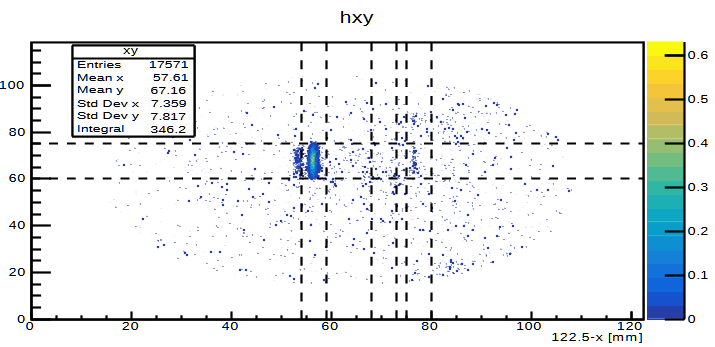 hxy
xy
Entries 17571
Mean x 57.61
Mean y 67.16
Std Dev x 7.359
Std Dev y 7.817
Integral 346.2
100
80
60
40
20
0
0 20 40 60 80 100 120
122.5-x [mm]
0.6
0.5
0.4
0.3
0.2
0.1
0